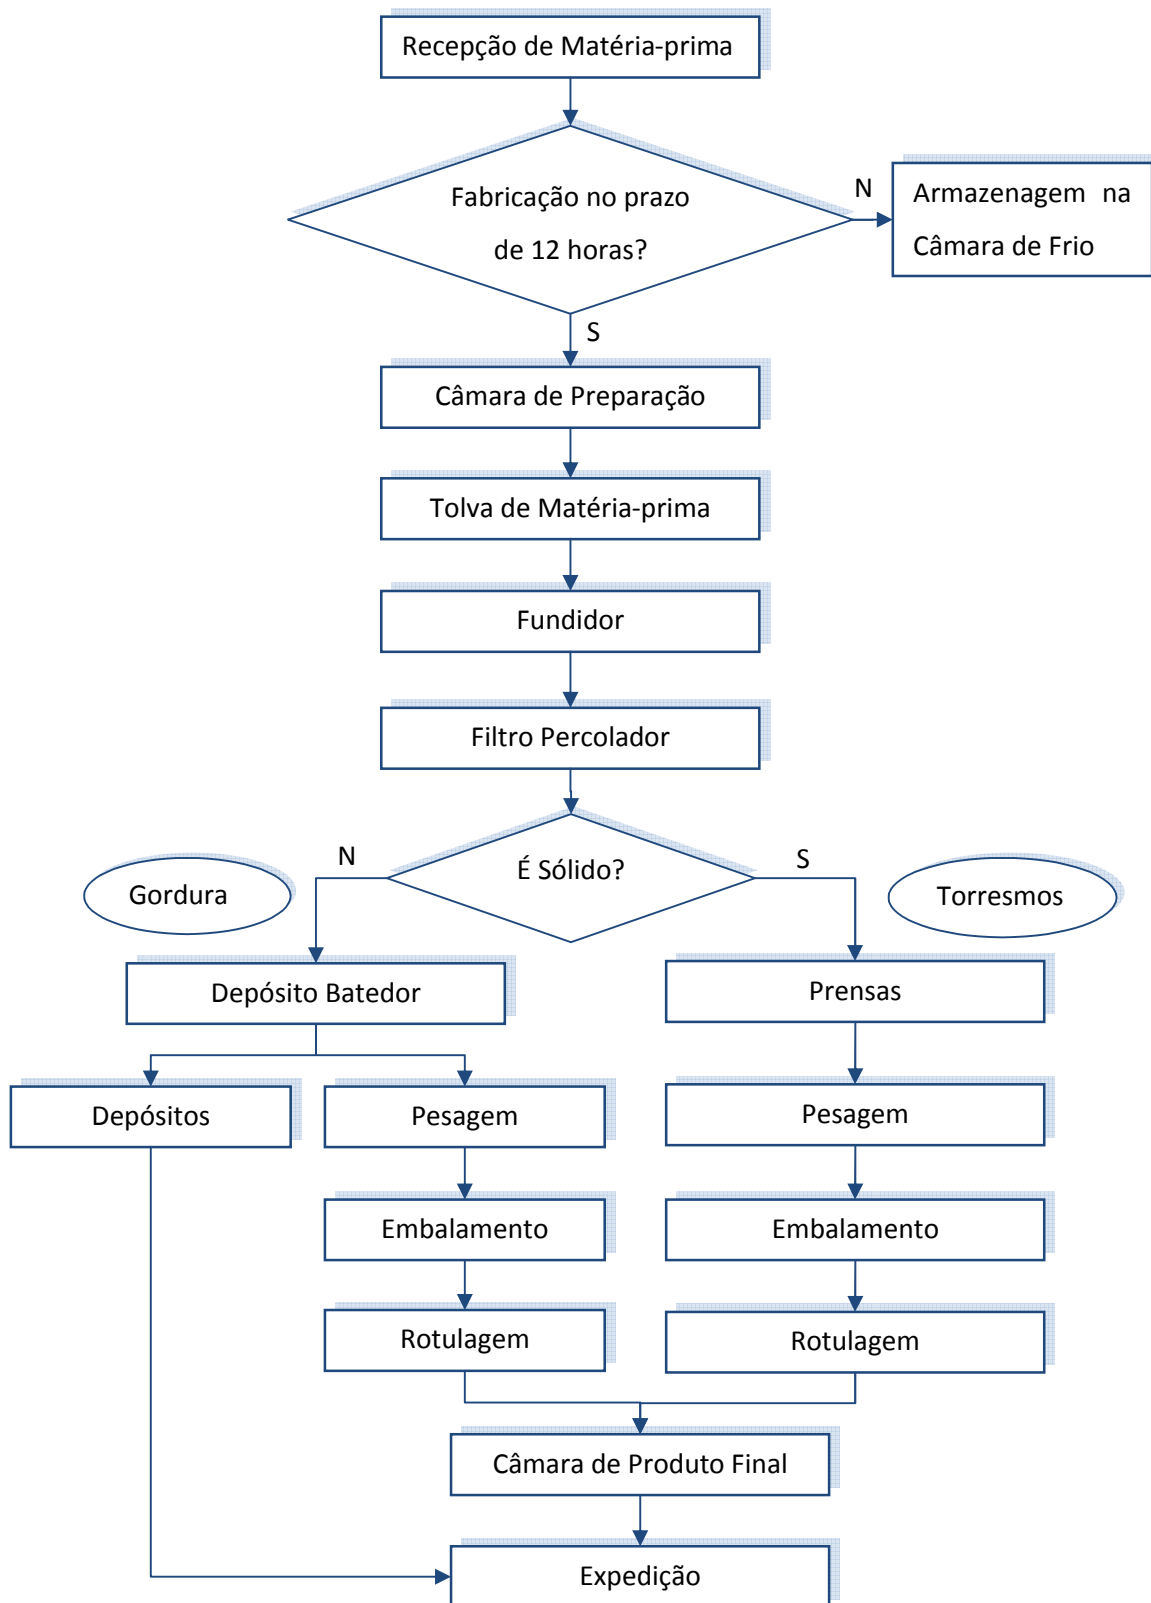 Recepção de Matéria-prima
Fabricação no prazo
de 12 horas?
N
Armazenagem na
Câmara de Frio
S
Câmara de Preparação
Tolva de Matéria-prima
Fundidor
Filtro Percolador
É Sólido?
N
S
Gordura
Torresmos
Depósito Batedor
Prensas
Depósitos
Pesagem
Pesagem
Embalamento
Embalamento
Rotulagem
Rotulagem
Câmara de Produto Final
Expedição